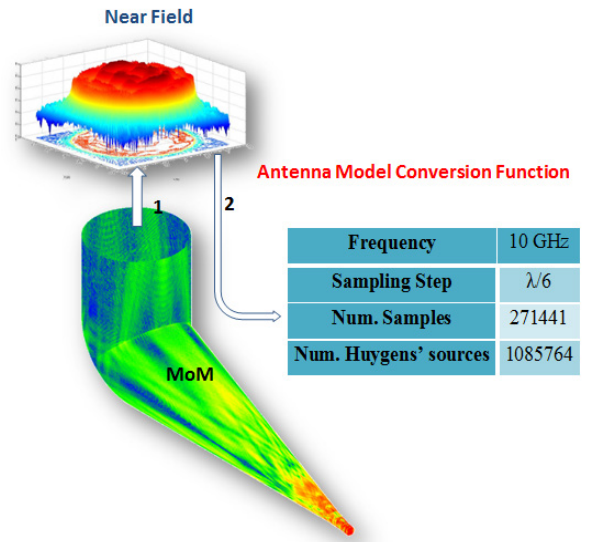 Near Field
Antenna Model Conversion Function
1
2
Frequency 10 GHz
Sampling Step λ/6
Num. Samples 271441
Num. Huygens' sources 1085764
MoM